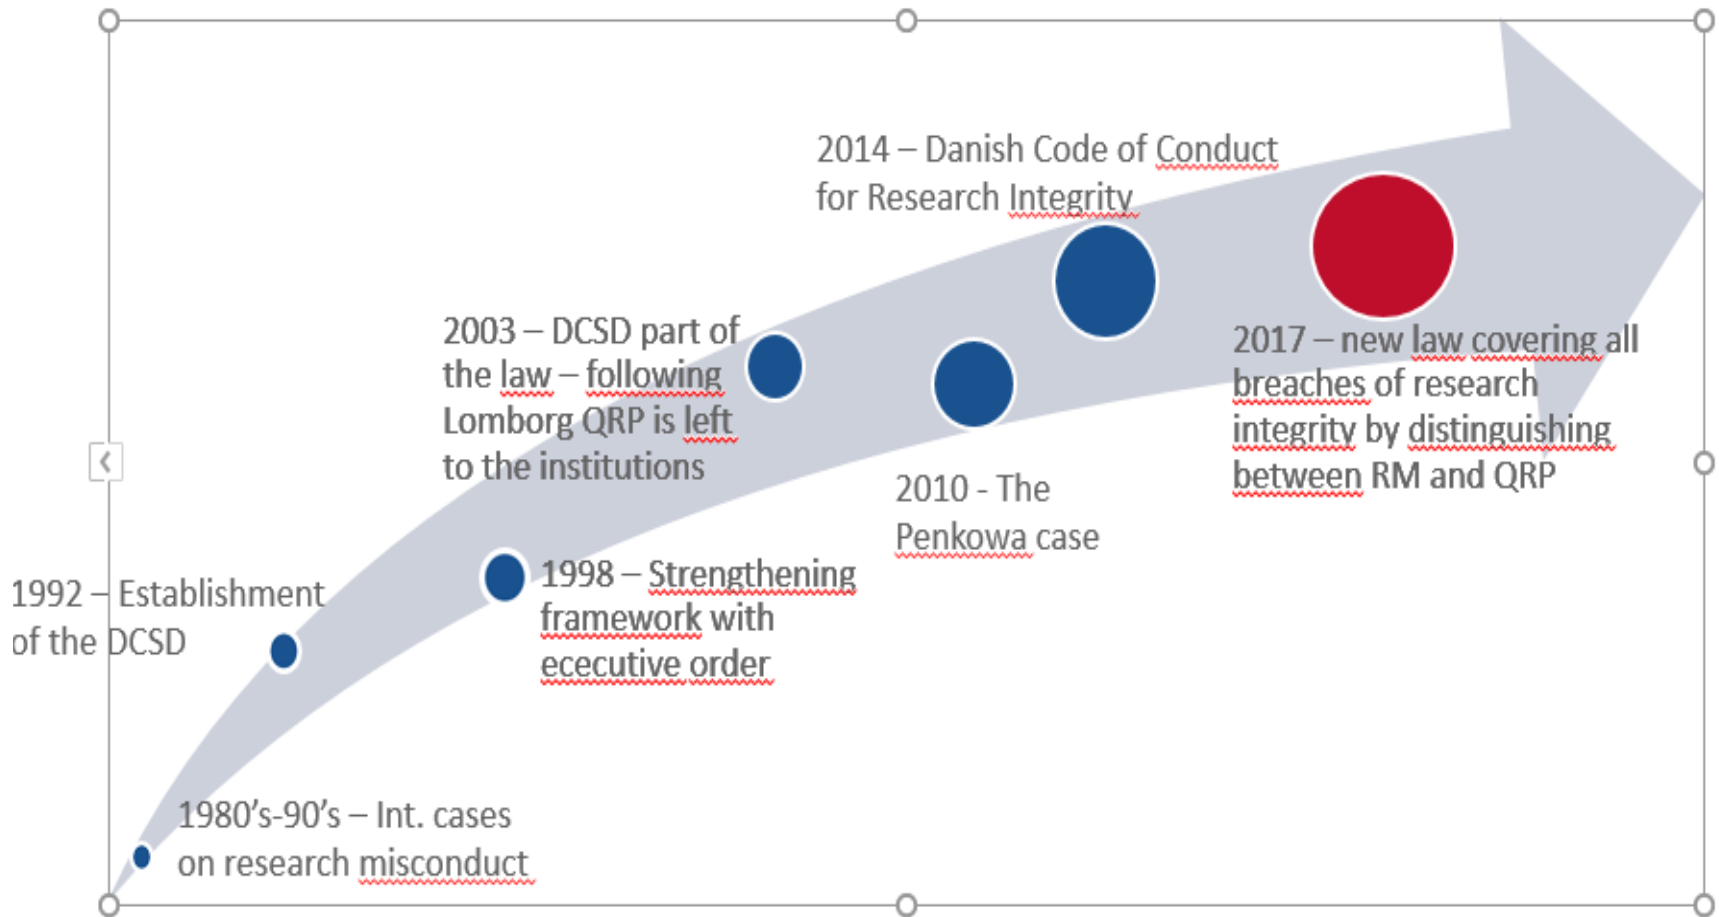 1980's-90's – Int. cases
on research misconduct
1992 – Establishment
of the DCSD
1998 – Strengthening
framework with
ececutive order
2003 – DCSD part of
the law – following
Lomborg QRP is left
to the institutions
2010 - The
Penkowa case
2014 – Danish Code of Conduct
for Research Integrity
2017 – new law covering all
breaches of research
integrity by distinguishing
between RM and QRP